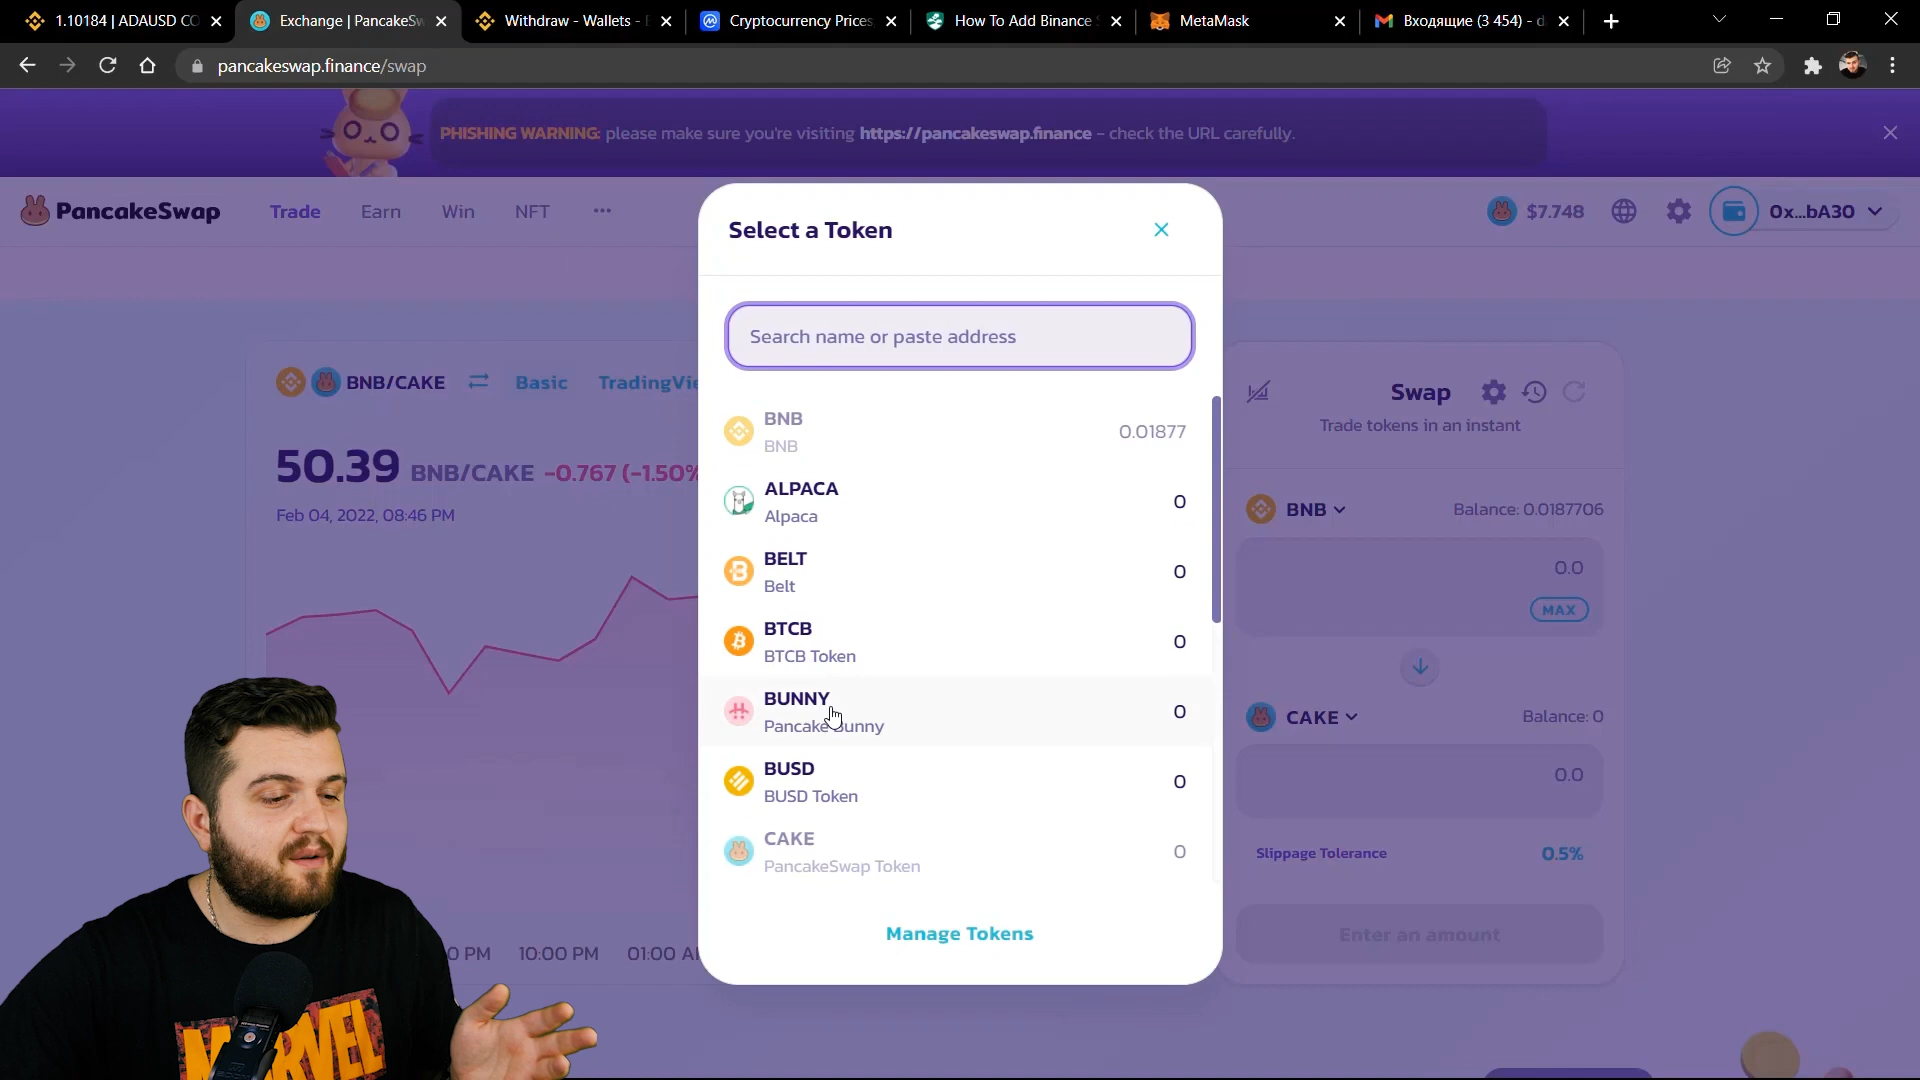 1.10184 | ADAUSD CO
Exchange | PancakeSw
Withdraw - Wallets -
Cryptocurrency Prices,
How To Add Binance
MetaMask
Входящие (3 454) - d
pancakeswap.finance/swap
PHISHING WARNING: please make sure you're visiting https://pancakeswap.finance - check the URL carefully.
PancakeSwap
Trade
Earn
Win
NFT
$7.748
0x...bA30
BNB/CAKE
Basic
TradingVie
50.39 BNB/CAKE -0.767 (-1.50%
Feb 04, 2022, 08:46 PM
0 PM
10:00 PM
01:00 A
Select a Token
Search name or paste address
BNB
BNB
0.01877
ALPACA
Alpaca
0
BELT
Belt
0
BTCB
BTCB Token
0
BUNNY
Pancake Bunny
0
BUSD
BUSD Token
0
CAKE
PancakeSwap Token
0
Manage Tokens
Swap
Trade tokens in an instant
BNB
Balance: 0.0187706
0.0
MAX
CAKE
Balance: 0
0.0
Slippage Tolerance
0.5%
Enter an amount
MARVEL